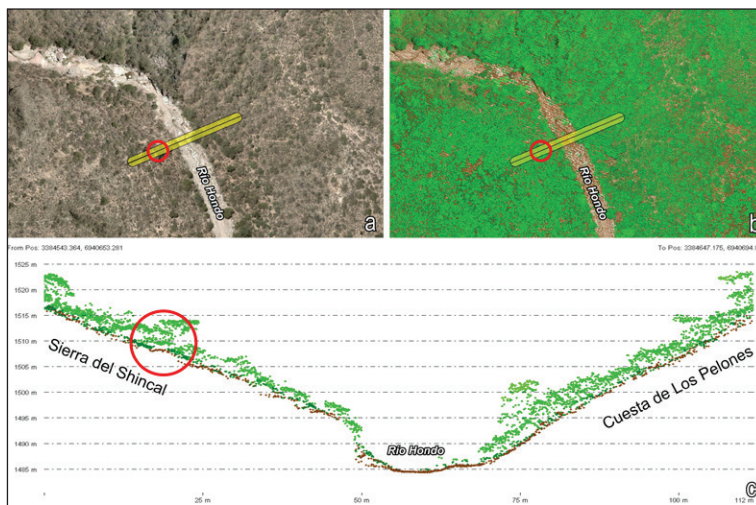 Río Hondo
a
Río Hondo
b
From Pos: 3384543.364, 6940653.281
To Pos: 3384647.175, 6940694.
1525 m
1520 m
1515 m
1510 m
1505 m
1500 m
1495 m
1490 m
1485 m
Sierra del Shincal
Río Hondo
Cuesta de Los Pelones
25 m
50 m
75 m
100 m
112 m
c